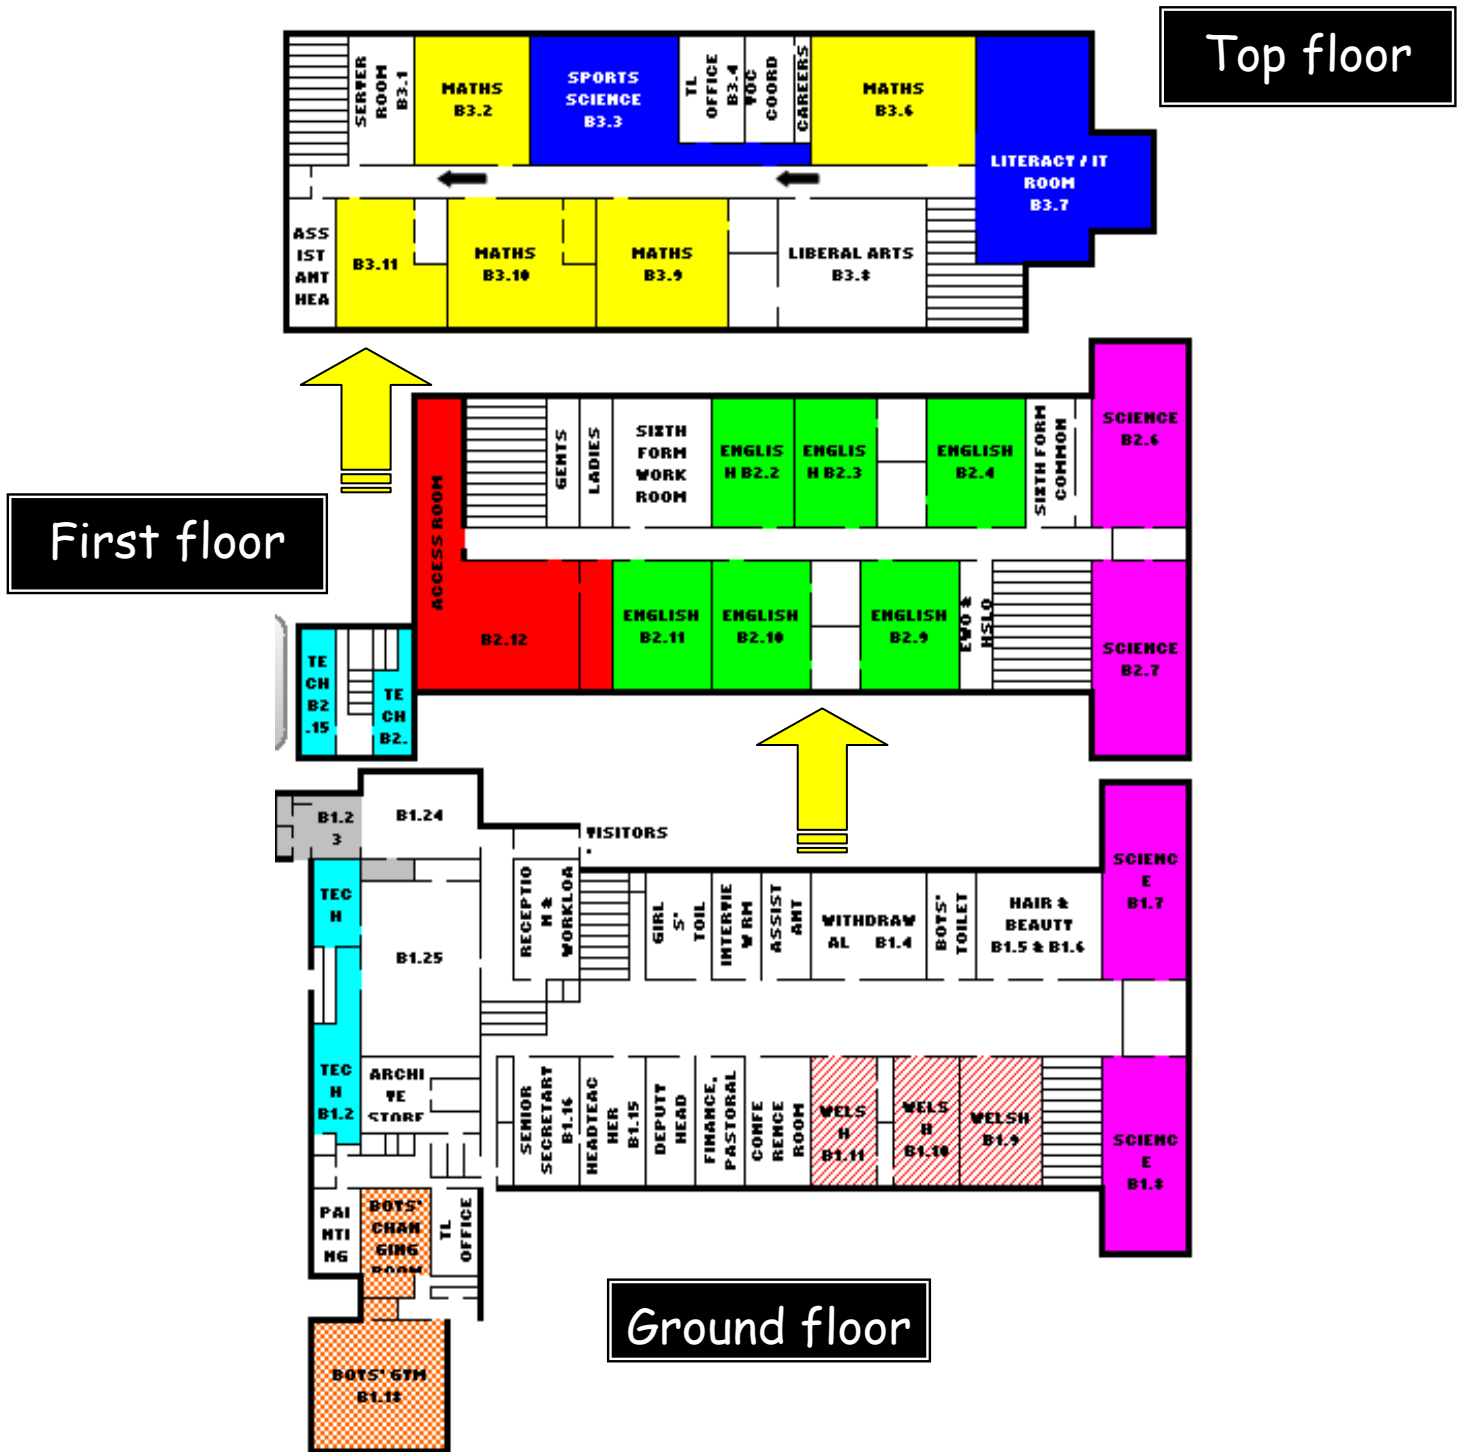 Top floor
SERVER
ROOM
B3.1
MATHS
B3.2
SPORTS
SCIENCE
B3.3
TL
OFFICE
B3.4
TOC
COORD
CAREERS
MATHS
B3.6
LITERACY / IT
ROOM
B3.7
ASS
IST
ANT
HEA
B3.11
MATHS
B3.10
MATHS
B3.9
LIBERAL ARTS
B3.8
First floor
ACCESS ROOM
B2.12
GENTS
LADIES
SIXTH
FORM
WORK
ROOM
ENGLIS
H B2.2
ENGLIS
H B2.3
ENGLISH
B2.4
SIXTH FORM
COMMON
SCIENCE
B2.6
ENGLISH
B2.11
ENGLISH
B2.10
ENGLISH
B2.9
EWO &
HSLO
SCIENCE
B2.7
TE
CH
B2
.15
TE
CH
B2.
B1.2
3
B1.24
VISITORS
TEC
H
B1.25
RECEPTIO
N &
WORKLOA
GIRL
S'
TOIL
INTERVIE
W RM
ASSIST
ANT
WITHDRAW
AL B1.4
BOYS'
TOILET
HAIR &
BEAUTY
B1.5 & B1.6
SCIENC
E
B1.7
TEC
H
B1.2
ARCHI
VE
STORE
SENIOR
SECRETARY
B1.16
HEADTEAC
HER
B1.15
DEPUTY
HEAD
FINANCE,
PASTORAL
CONFE
RENCE
ROOM
WELS
H
B1.11
WELS
H
B1.10
WELSH
B1.9
SCIENC
E
B1.8
PAI
NTI
NG
BOYS'
CHAN
GING
ROOM
TL
OFFICE
BOYS' GYM
B1.18
Ground floor